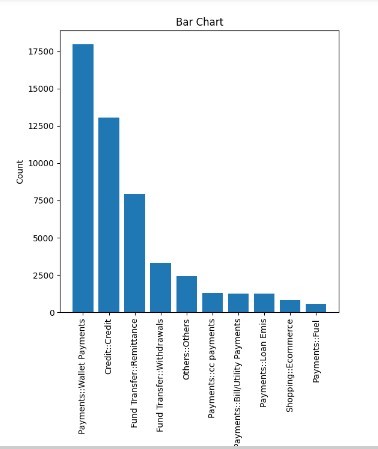 Bar Chart
17500
15000
12500
10000
7500
5000
2500
0
Count
Payments::Wallet Payments
Credit::Credit
Fund Transfer::Remittance
Fund Transfer::Withdrawals
Others::Others
Payments::cc payments
Payments::Bill/Utility Payments
Payments::Loan Emis
Shopping::Ecommerce
Payments::Fuel